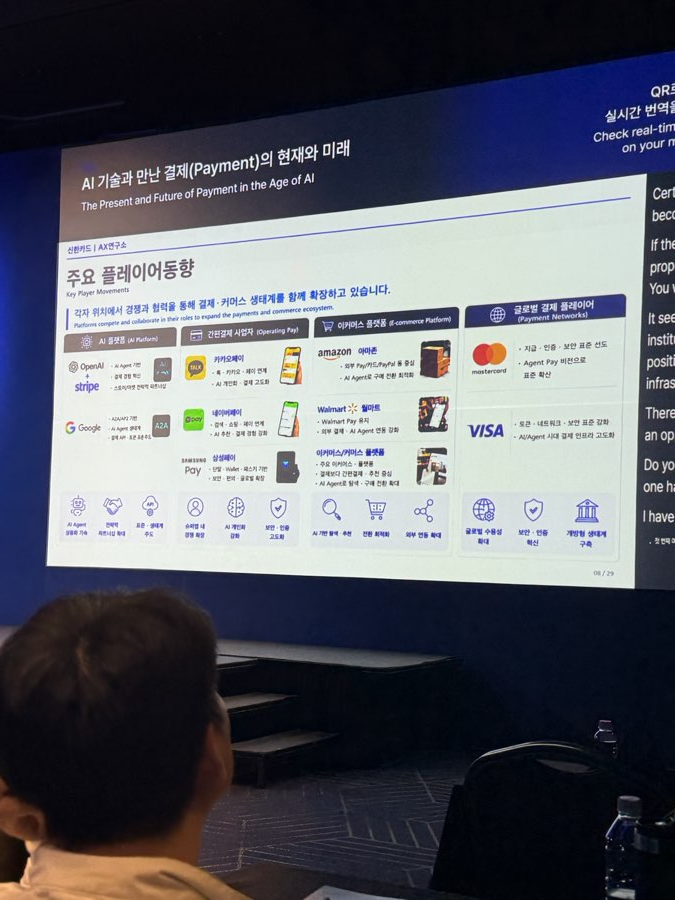 QR로
실시간 번역을
Check real-tim
on your m
AI 기술과 만난 결제(Payment)의 현재와 미래
The Present and Future of Payment in the Age of AI
신한카드 | AX연구소
주요 플레이어동향
Key Player Movements
각자 위치에서 경쟁과 협력을 통해 결제·커머스 생태계를 함께 확장하고 있습니다.
Platforms compete and collaborate in their roles to expand the payments and commerce ecosystem.
AI 플랫폼 (AI Platform)
OpenAI
+
stripe
· AI Agent 기반
· 결제 경험 혁신
· 스토어/마켓 전략적 파트너십
Google
· A2A/AP2 기반
· AI Agent 생태계
· 결제 API·토큰 표준 주도
A2A
AI Agent
상용화 가속
전략적
파트너십 확대
API
표준·생태계
주도
간편결제 사업자 (Operating Pay)
TALK
카카오페이
· 톡·카카오·페이 연계
· AI 개인화·결제 고도화
pay
네이버페이
· 검색·쇼핑·페이 연계
· AI 추천·결제 경험 강화
SAMSUNG
Pay
삼성페이
· 단말·Wallet·패스키 기반
· 보안·편의·글로벌 확장
슈퍼앱 내
경쟁 확장
AI 개인화
강화
보안·인증
고도화
이커머스 플랫폼 (E-commerce Platform)
amazon
아마존
· 외부 Pay/카드/PayPal 등 중심
· AI Agent로 구매 전환 최적화
Walmart
월마트
· Walmart Pay 유지
· 외부 결제·AI Agent 연동 강화
이커머스/커머스 플랫폼
· 주요 이커머스·플랫폼
· 결제보다 간편결제·추천 중심
· AI Agent로 탐색·구매 전환 확대
AI 기반 탐색·추천
전환 최적화
외부 연동 확대
글로벌 결제 플레이어
(Payment Networks)
mastercard
· 지급·인증·보안 표준 선도
· Agent Pay 비전으로
표준 확산
VISA
· 토큰·네트워크·보안 표준 강화
· AI/Agent 시대 결제 인프라 고도화
글로벌 수용성
확대
보안·인증
혁신
개방형 생태계
구축
08 / 29
Cert
beco
If the
prop
You v
It see
institu
positi
infras
There
an op
Do yo
one ha
I have